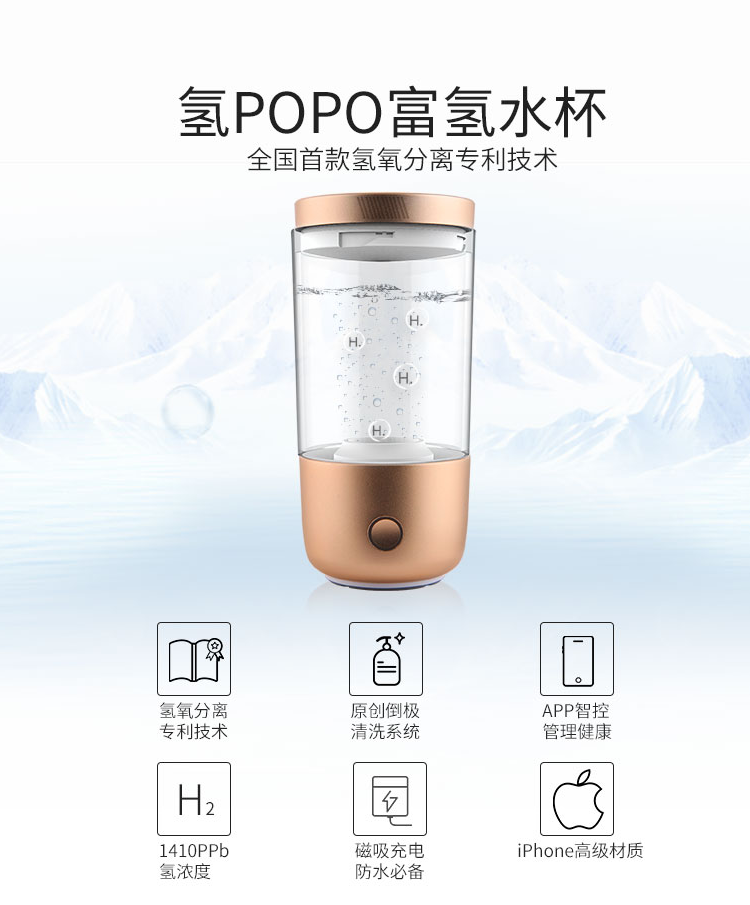 氢POPO富氢水杯
全国首款氢氧分离专利技术
H.
H.
H.
H₂
氢氧分离
专利技术
原创倒极
清洗系统
APP智控
管理健康
H₂
1410PPb
氢浓度
磁吸充电
防水必备
iPhone高级材质